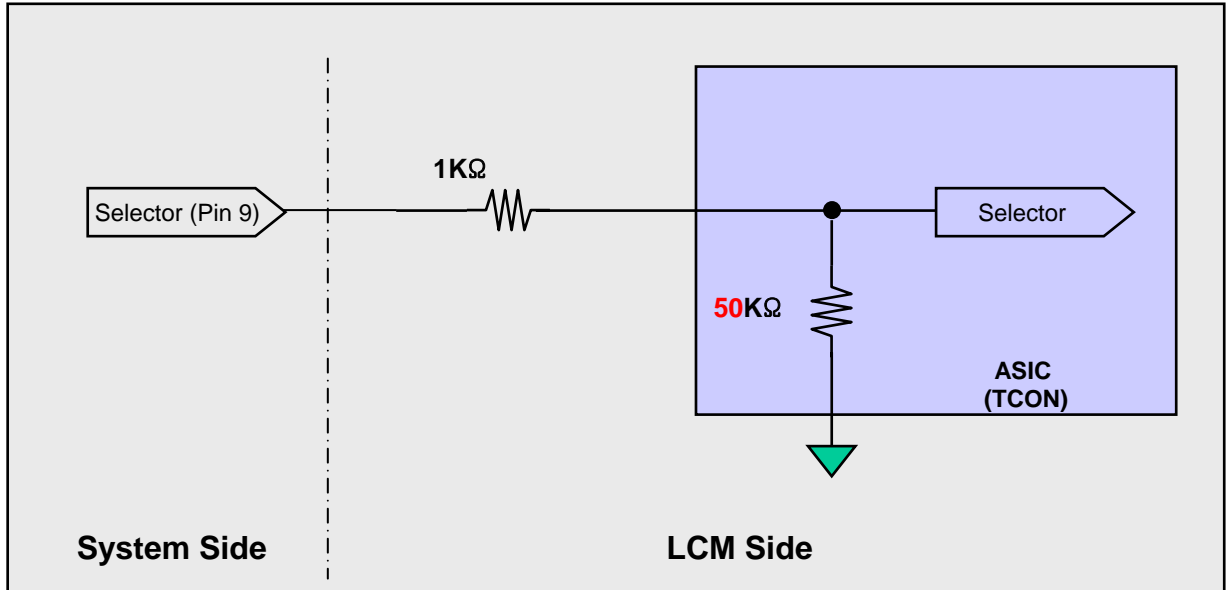 1KΩ
Selector (Pin 9)
Selector
50KΩ
ASIC
(TCON)
System Side
LCM Side